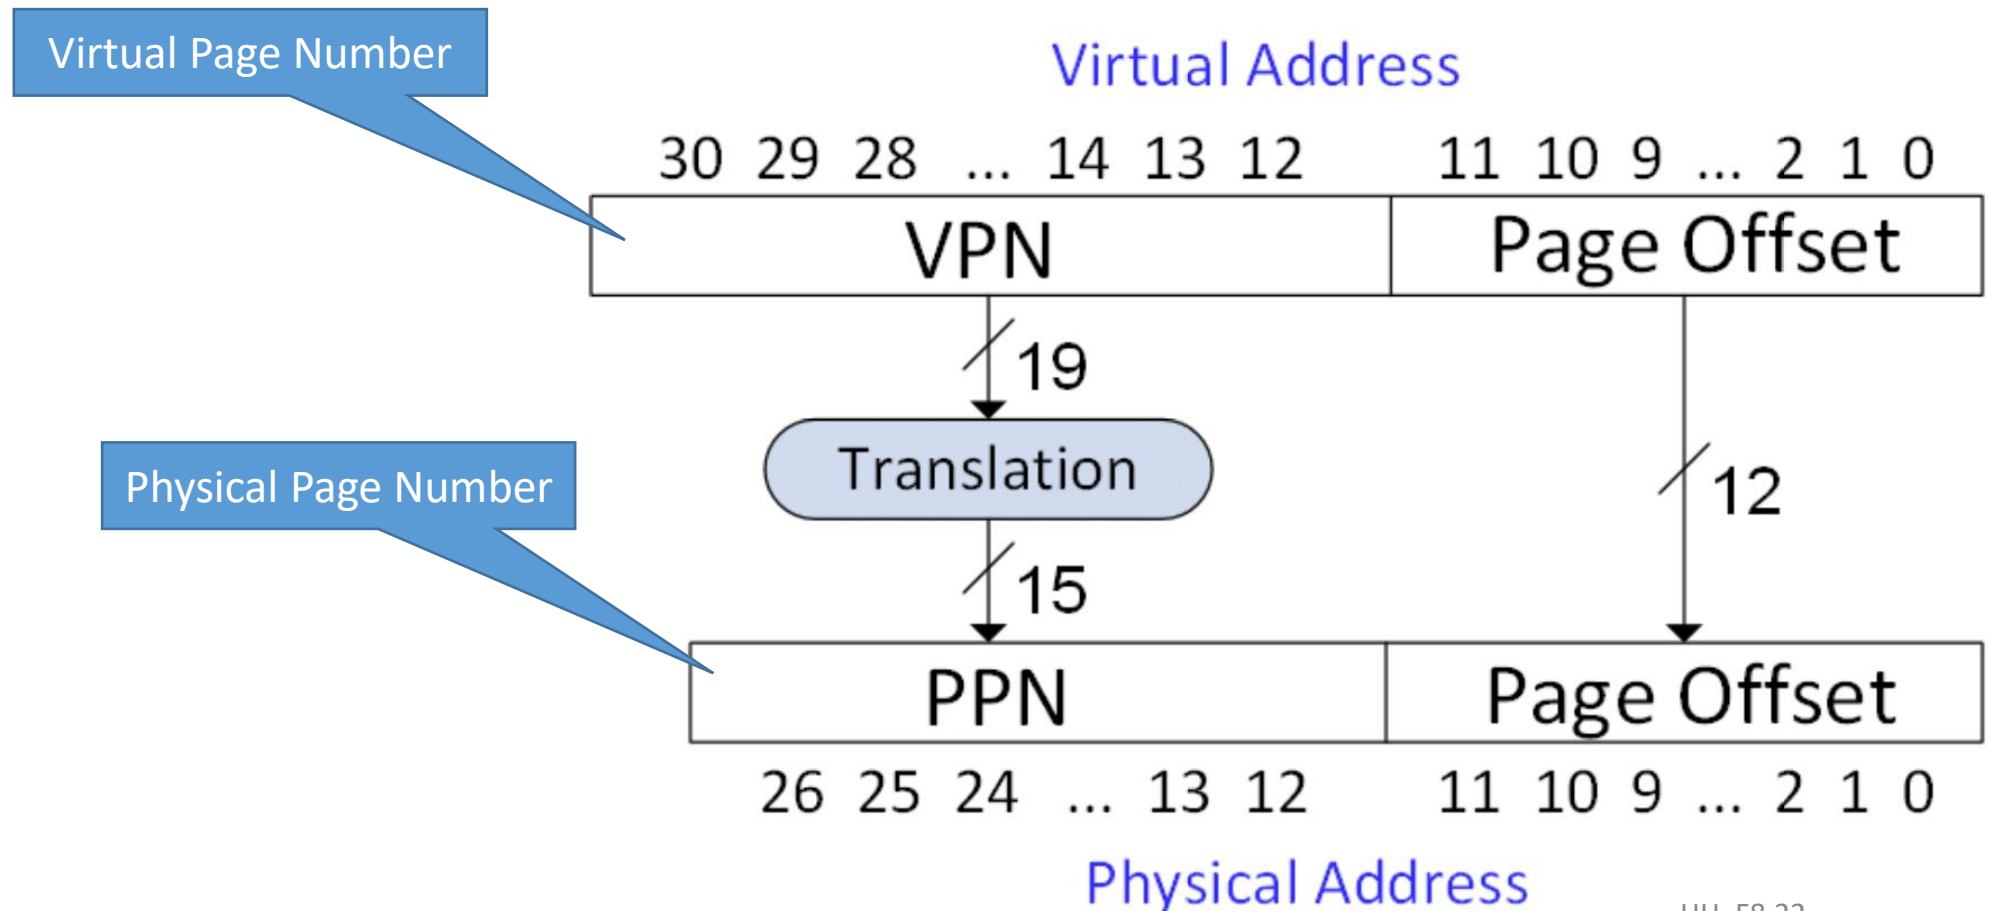 Virtual Page Number
Virtual Address
30 29 28 ... 14 13 12 11 10 9 ... 2 1 0
VPN Page Offset
19
Physical Page Number
Translation
12
15
PPN Page Offset
26 25 24 ... 13 12 11 10 9 ... 2 1 0
Physical Address